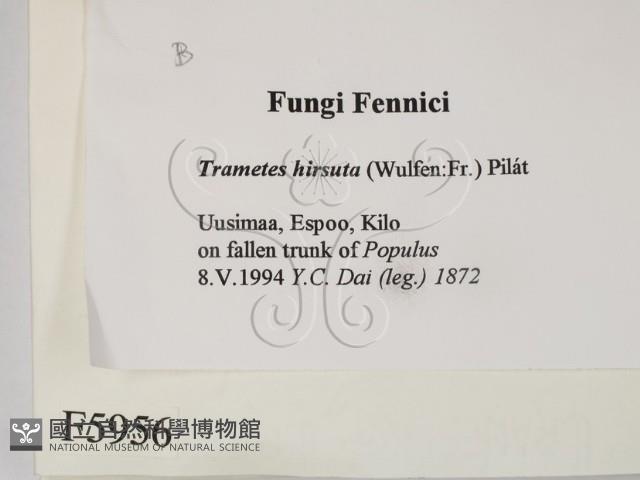 B
Fungi Fennici
Trametes hirsuta (Wulfen:Fr.) Pilát
Uusimaa, Espoo, Kilo
on fallen trunk of Populus
8.V.1994 Y.C. Dai (leg.) 1872
F5956
國立自然科學博物館
NATIONAL MUSEUM OF NATURAL SCIENCE